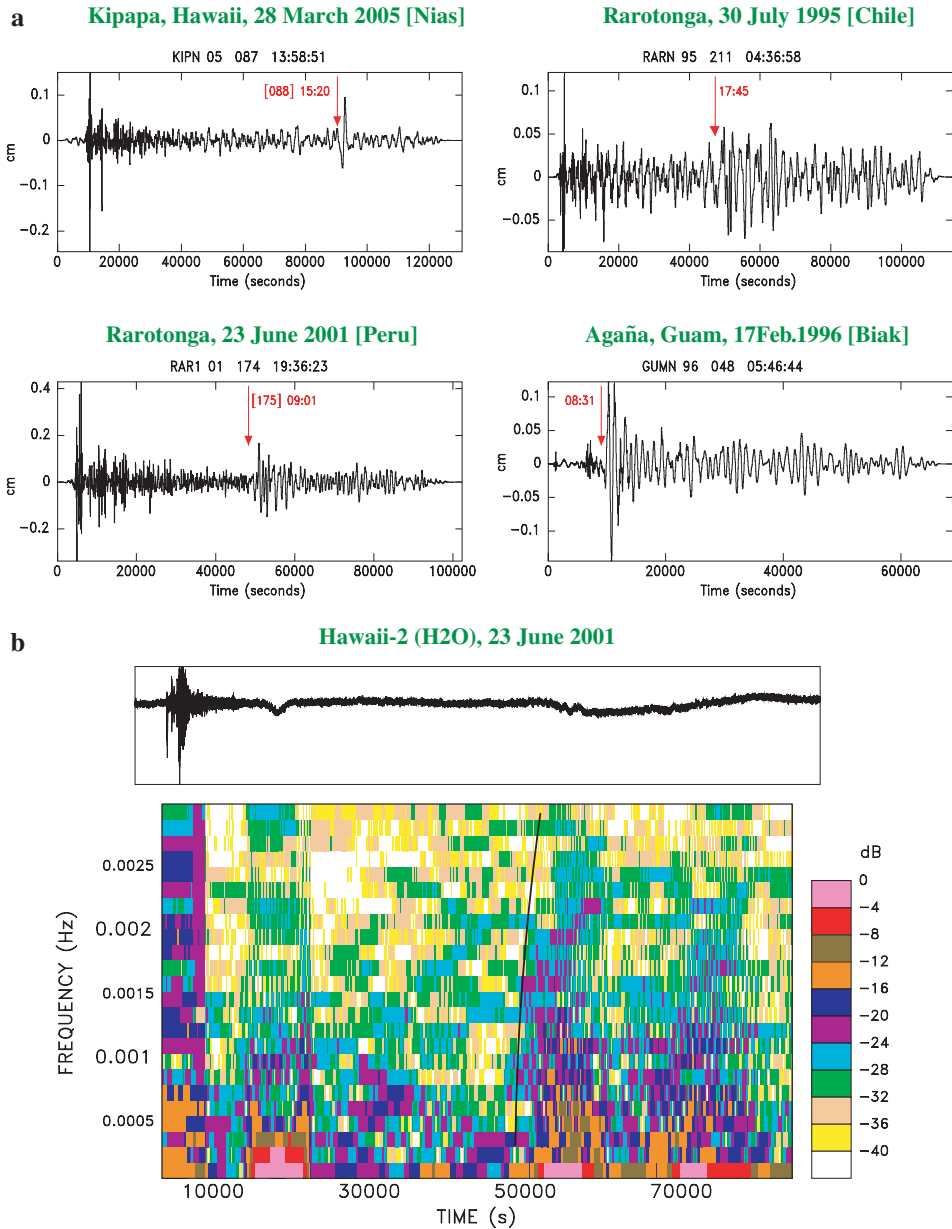 a
Kipapa, Hawaii, 28 March 2005 [Nias]
KIPN 05 087 13:58:51
[088] 15:20
cm
0.1
0
-0.1
-0.2
0 20000 40000 60000 80000 100000 120000
Time (seconds)
Rarotonga, 30 July 1995 [Chile]
RARN 95 211 04:36:58
17:45
cm
0.1
0.05
0
-0.05
0 20000 40000 60000 80000 100000
Time (seconds)
Rarotonga, 23 June 2001 [Peru]
RAR1 01 174 19:36:23
[175] 09:01
cm
0.4
0.2
0
-0.2
0 20000 40000 60000 80000 100000
Time (seconds)
Agaña, Guam, 17Feb.1996 [Biak]
GUMN 96 048 05:46:44
08:31
cm
0.1
0.05
0
-0.05
-0.1
0 20000 40000 60000
Time (seconds)
b
Hawaii-2 (H2O), 23 June 2001
FREQUENCY (Hz)
0.0025
0.002
0.0015
0.001
0.0005
10000 30000 50000 70000
TIME (s)
dB
0
-4
-8
-12
-16
-20
-24
-28
-32
-36
-40